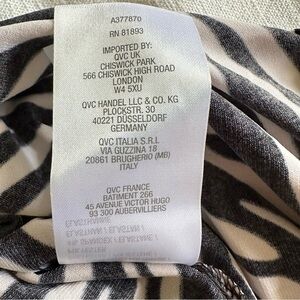 A377870
RN 81893
IMPORTED BY:
QVC UK
CHISWICK PARK
566 CHISWICK HIGH ROAD
LONDON
W4 5XU
QVC HANDEL LLC & CO. KG
PLOCKSTR. 30
40221 DUSSELDORF
GERMANY
QVC ITALIA S.R.L
VIA GUZZINA 18
20861 BRUGHERIO (MB)
ITALY
QVC FRANCE
BATIMENT 266
45 AVENUE VICTOR HUGO
93 300 AUBERVILLIERS